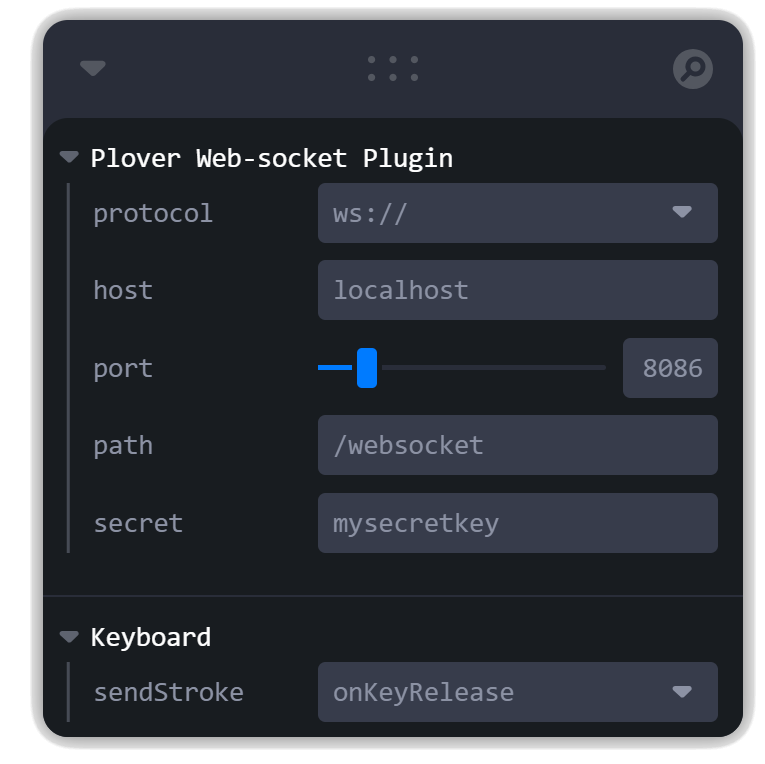 Plover Web-socket Plugin
protocol ws://
host localhost
port 8086
path /websocket
secret mysecretkey
Keyboard
sendStroke onKeyRelease